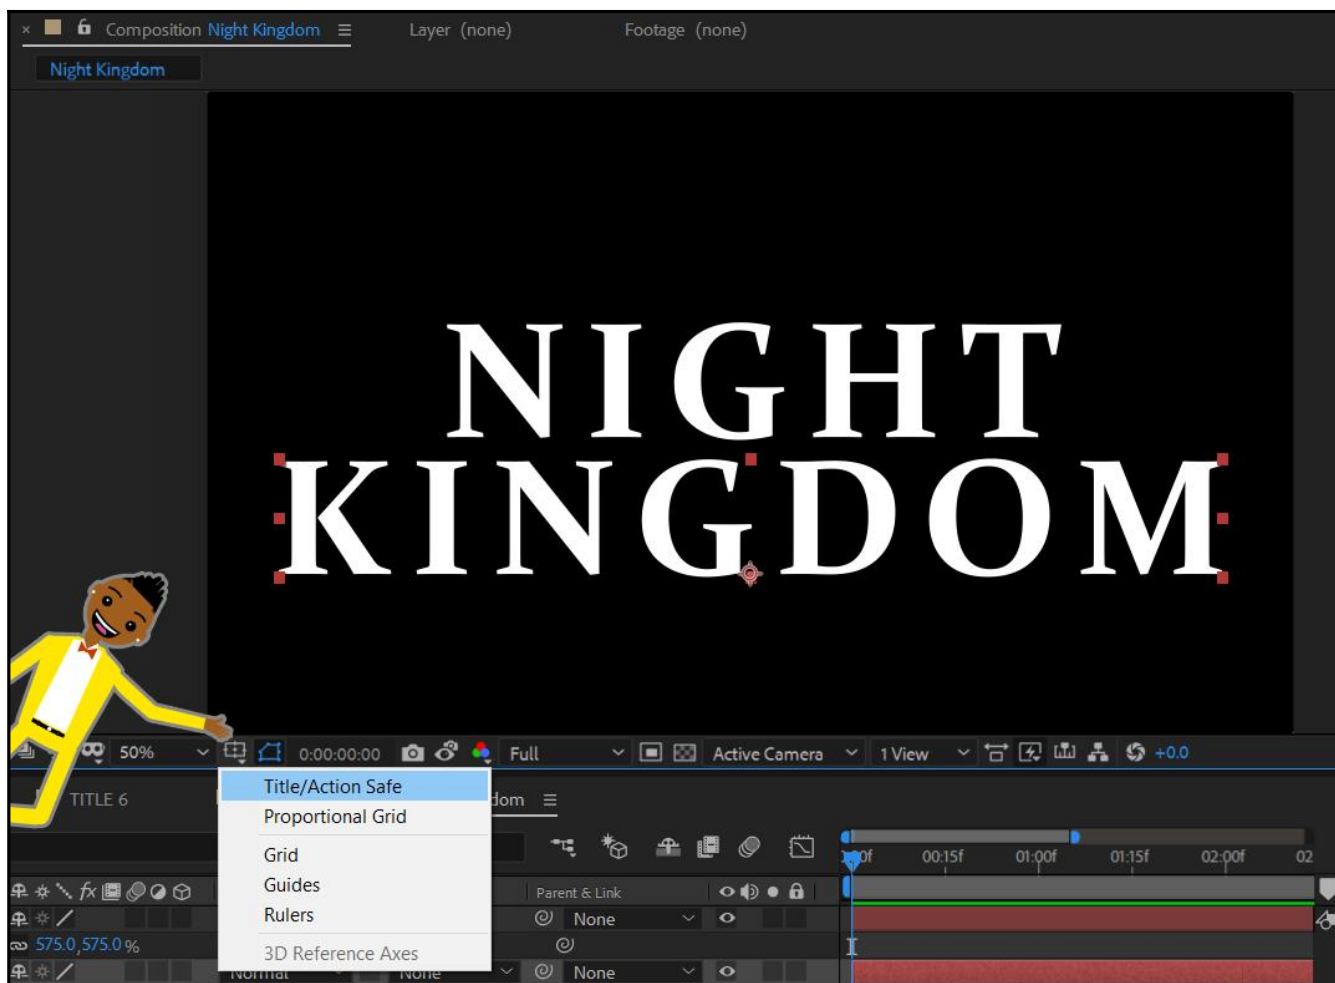 × Composition Night Kingdom ≡ Layer (none) Footage (none)
Night Kingdom
NIGHT
KINGDOM
50% 0:00:00:00 Full Active Camera 1 View +0.0
Title/Action Safe
TITLE 6 dom ≡
Proportional Grid
Grid
00:15f 01:00f 01:15f 02:00f 02
Guides
fx Parent & Link
Rulers
None
575.0,575.0 %
3D Reference Axes
Normal None None